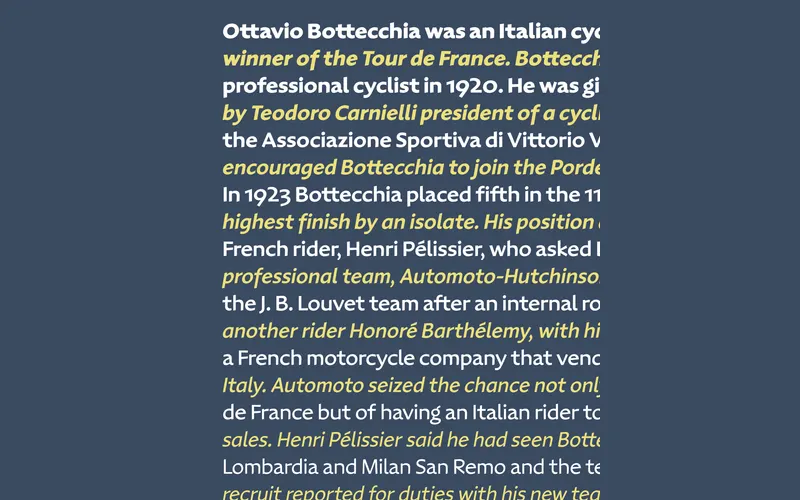 Ottavio Bottecchia was an Italian cyc
winner of the Tour de France. Bottecch
professional cyclist in 1920. He was gi
by Teodoro Carnielli president of a cycli
the Associazione Sportiva di Vittorio V
encouraged Bottecchia to join the Porde
In 1923 Bottecchia placed fifth in the 11
highest finish by an isolate. His position
French rider, Henri Pélissier, who asked
professional team, Automoto-Hutchinso
the J. B. Louvet team after an internal ro
another rider Honoré Barthélemy, with hi
a French motorcycle company that venc
Italy. Automoto seized the chance not only
de France but of having an Italian rider to
sales. Henri Pélissier said he had seen Botte
Lombardia and Milan San Remo and the te
recruit reported for duties with his new tea